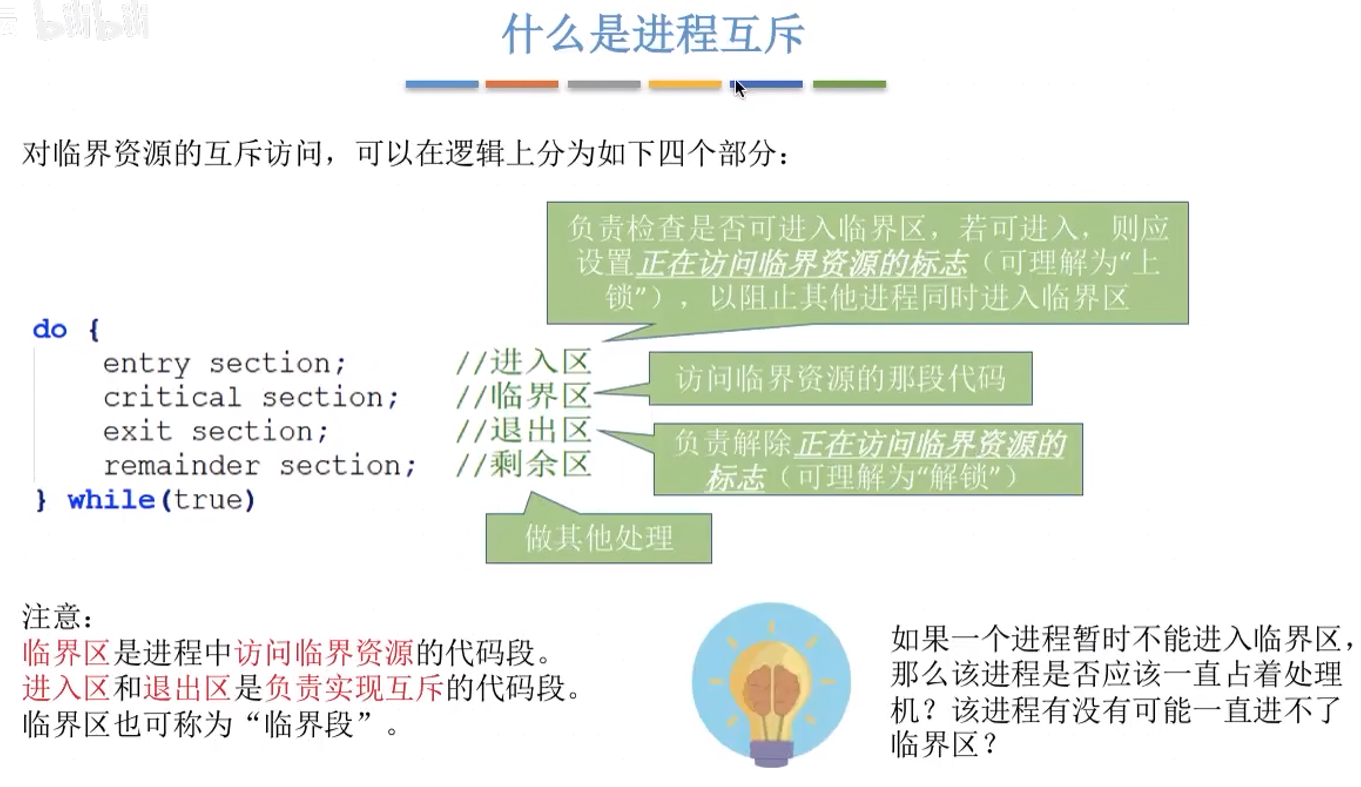 bilibili
什么是进程互斥
对临界资源的互斥访问，可以在逻辑上分为如下四个部分：
负责检查是否可进入临界区，若可进入，则应
设置正在访问临界资源的标志（可理解为“上
锁”），以阻止其他进程同时进入临界区
do {
entry section; //进入区
critical section; //临界区
exit section; //退出区
remainder section; //剩余区
} while(true)
访问临界资源的那段代码
负责解除正在访问临界资源的
标志（可理解为“解锁”）
做其他处理
注意：
临界区是进程中访问临界资源的代码段。
进入区和退出区是负责实现互斥的代码段。
临界区也可称为“临界段”。
如果一个进程暂时不能进入临界区，
那么该进程是否应该一直占着处理
机？该进程有没有可能一直进不了
临界区？